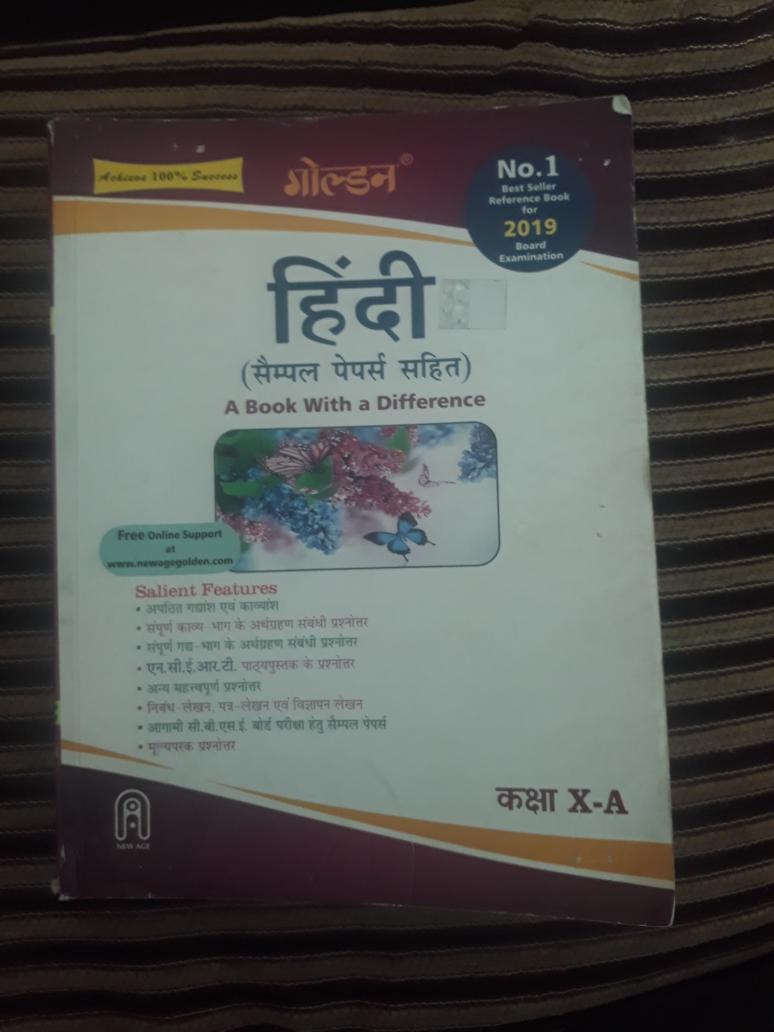 Achieve 100% Success
गोल्डन®
No.1
Best Seller
Reference Book
for
2019
Board
Examination
हिंदी
(सैम्पल पेपर्स सहित)
A Book With a Difference
Free Online Support
at
www.newagegolden.com
Salient Features
• अपठित गद्यांश एवं काव्यांश
• संपूर्ण काव्य-भाग के अर्थग्रहण संबंधी प्रश्नोत्तर
• संपूर्ण गद्य-भाग के अर्थग्रहण संबंधी प्रश्नोत्तर
• एन.सी.ई.आर.टी. पाठ्यपुस्तक के प्रश्नोत्तर
• अन्य महत्त्वपूर्ण प्रश्नोत्तर
• निबंध-लेखन, पत्र-लेखन एवं विज्ञापन लेखन
• आगामी सी.बी.एस.ई. बोर्ड परीक्षा हेतु सैम्पल पेपर्स
• मूल्यपरक प्रश्नोत्तर
कक्षा X-A
NEW AGE